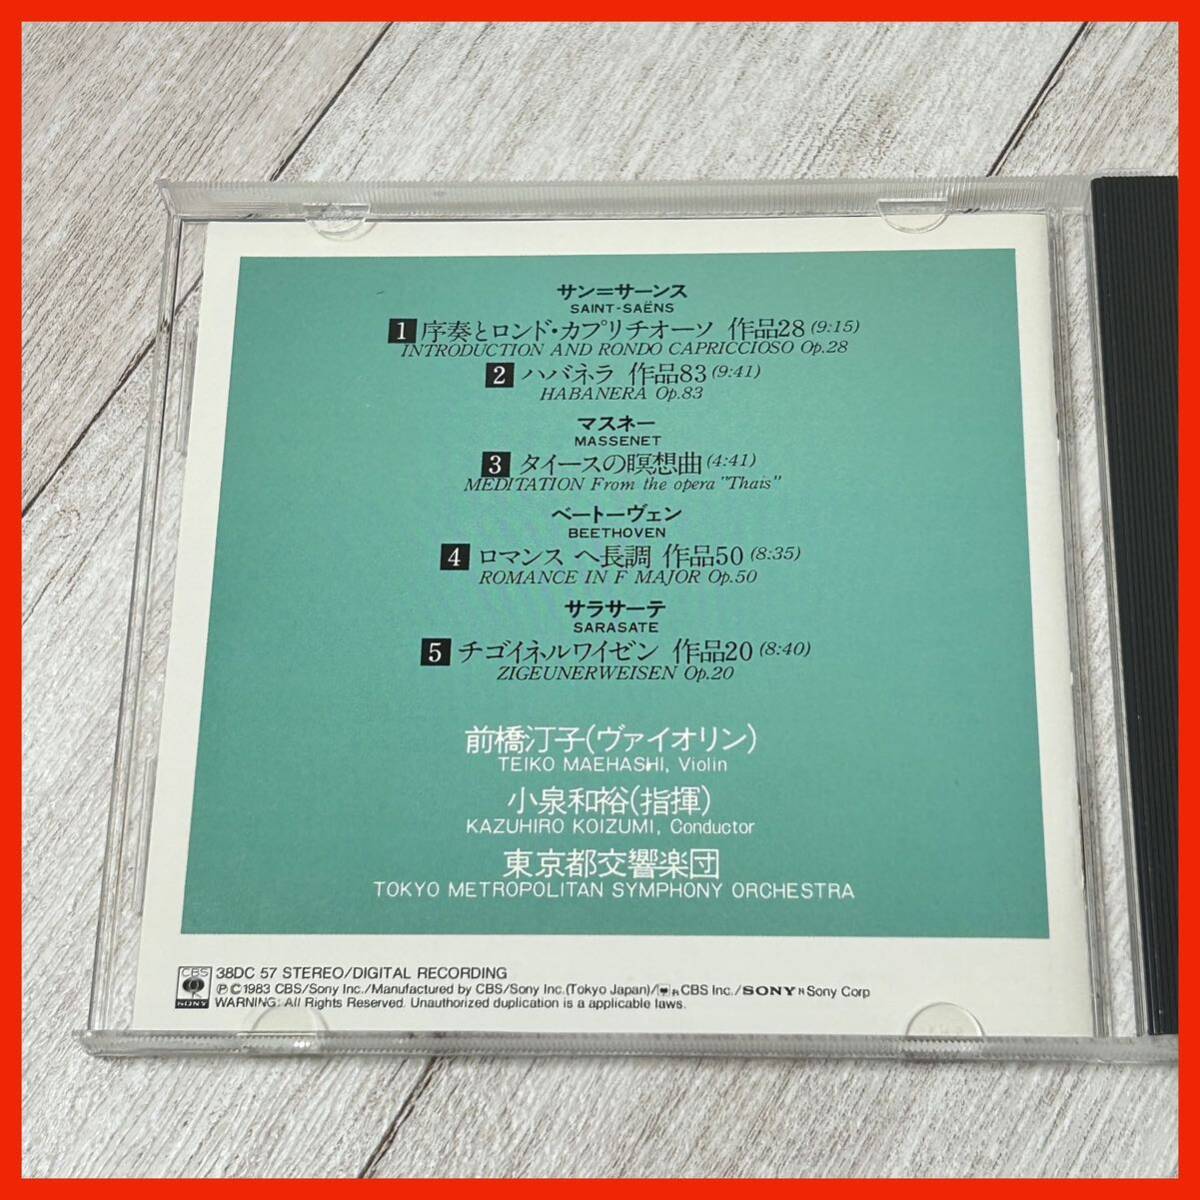 サン=サーンス
SAINT-SAËNS
1 序奏とロンド・カプリチオーソ 作品28 (9:15)
INTRODUCTION AND RONDO CAPRICCIOSO Op.28
2 ハバネラ 作品83 (9:41)
HABANERA Op.83
マスネー
MASSENET
3 タイースの瞑想曲 (4:41)
MEDITATION From the opera "Thais"
ベートーヴェン
BEETHOVEN
4 ロマンス ヘ長調 作品50 (8:35)
ROMANCE IN F MAJOR Op.50
サラサーテ
SARASATE
5 チゴイネルワイゼン 作品20 (8:40)
ZIGEUNERWEISEN Op.20
前橋汀子(ヴァイオリン)
TEIKO MAEHASHI, Violin
小泉和裕(指揮)
KAZUHIRO KOIZUMI, Conductor
東京都交響楽団
TOKYO METROPOLITAN SYMPHONY ORCHESTRA
CBS SONY
38DC 57 STEREO/DIGITAL RECORDING
Ⓟ©1983 CBS/Sony Inc./Manufactured by CBS/Sony Inc.(Tokyo Japan)/ CBS Inc./SONY Sony Corp
WARNING: All Rights Reserved. Unauthorized duplication is a applicable laws.